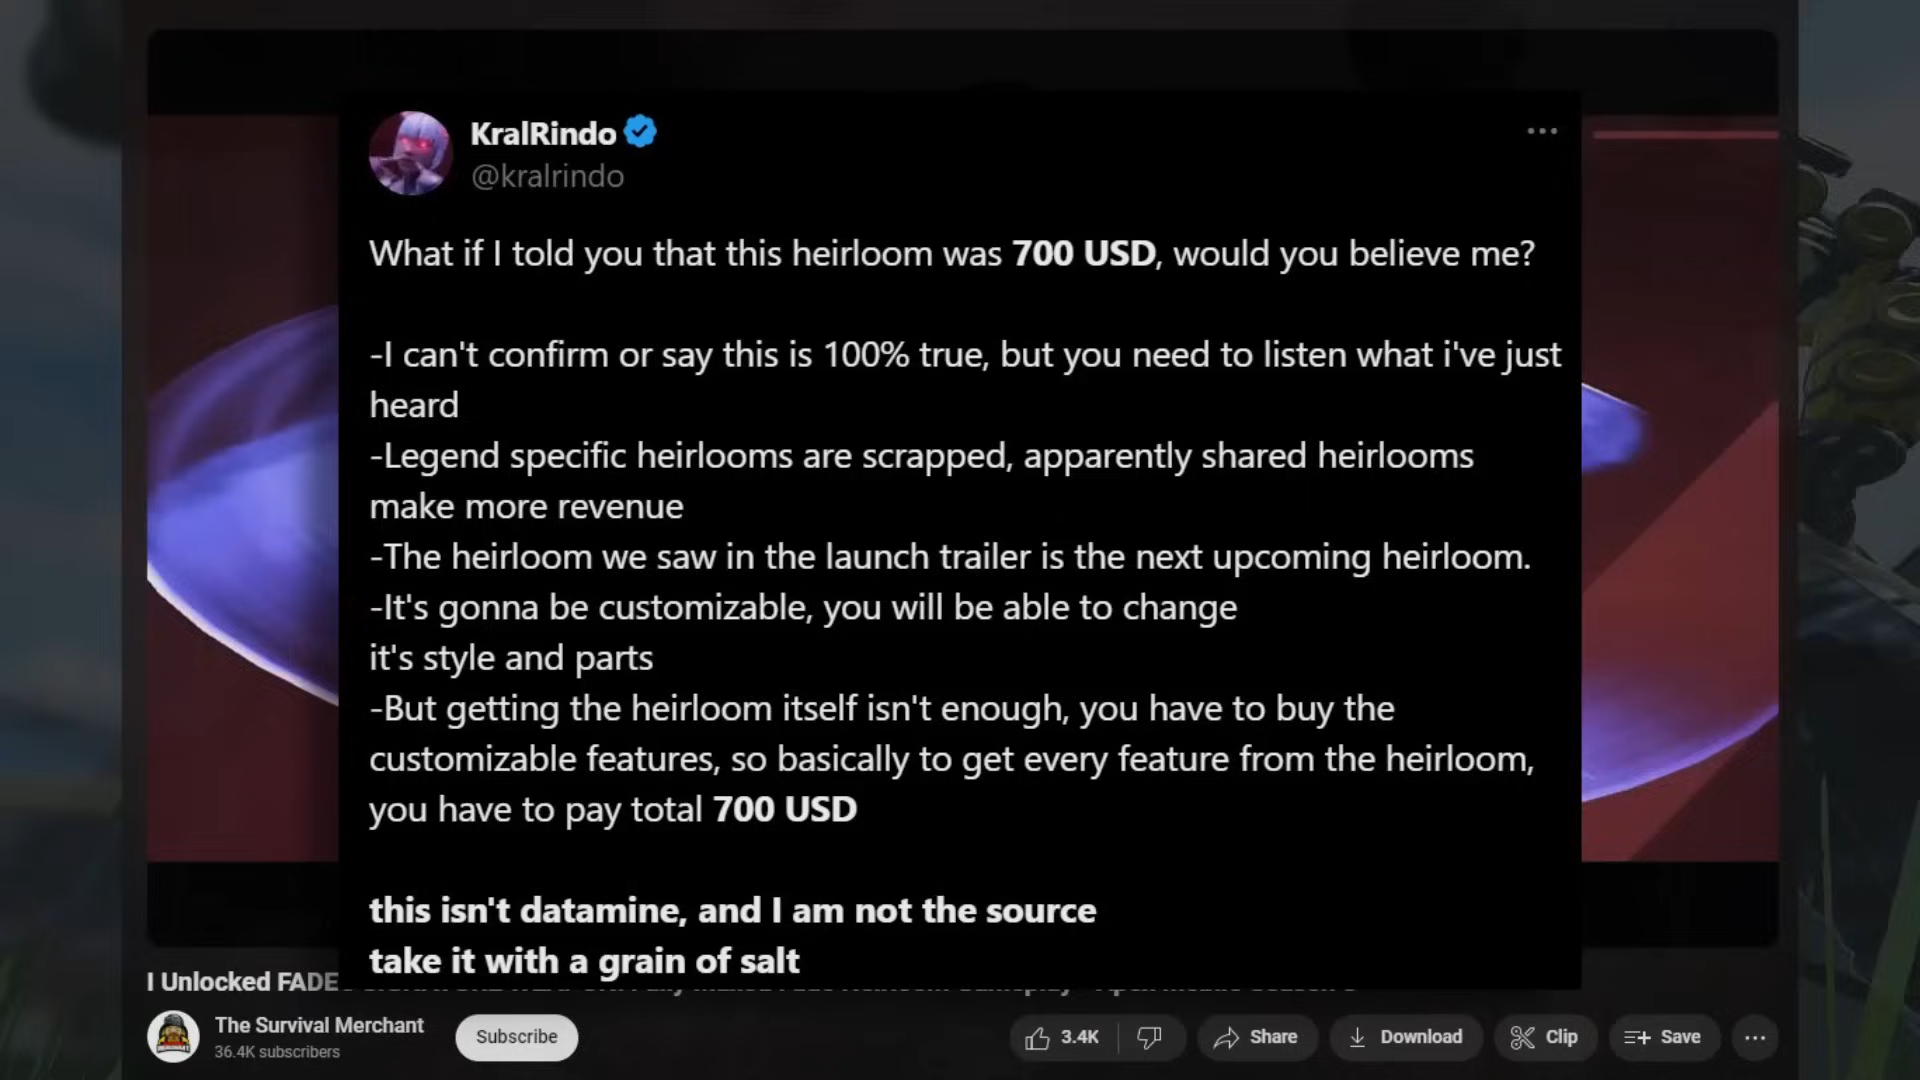 KralRindo
@kralrindo
What if I told you that this heirloom was 700 USD, would you believe me?
-I can't confirm or say this is 100% true, but you need to listen what i've just
heard
-Legend specific heirlooms are scrapped, apparently shared heirlooms
make more revenue
-The heirloom we saw in the launch trailer is the next upcoming heirloom.
-It's gonna be customizable, you will be able to change
it's style and parts
-But getting the heirloom itself isn't enough, you have to buy the
customizable features, so basically to get every feature from the heirloom,
you have to pay total 700 USD
this isn't datamine, and I am not the source
take it with a grain of salt
I Unlocked FADE
The Survival Merchant
36.4K subscribers
Subscribe
3.4K
Share
Download
Clip
Save